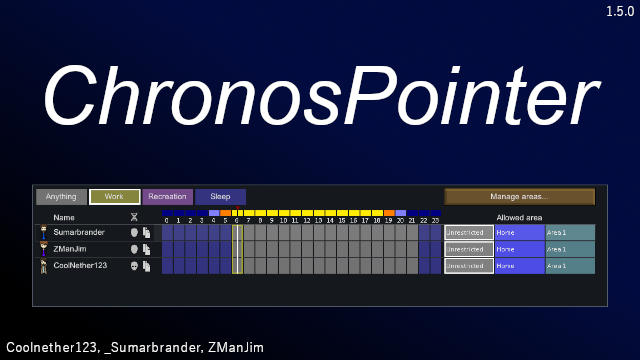 1.5.0
ChronosPointer
Anything Work Recreation Sleep Manage areas...
Name 0 1 2 3 4 5 6 7 8 9 10 11 12 13 14 15 16 17 18 19 20 21 22 23 Allowed area
Sumarbrander Unrestricted Home Area 1
ZManJim Unrestricted Home Area 1
CoolNether123 Unrestricted Home Area 1
Coolnether123, _Sumarbrander, ZManJim